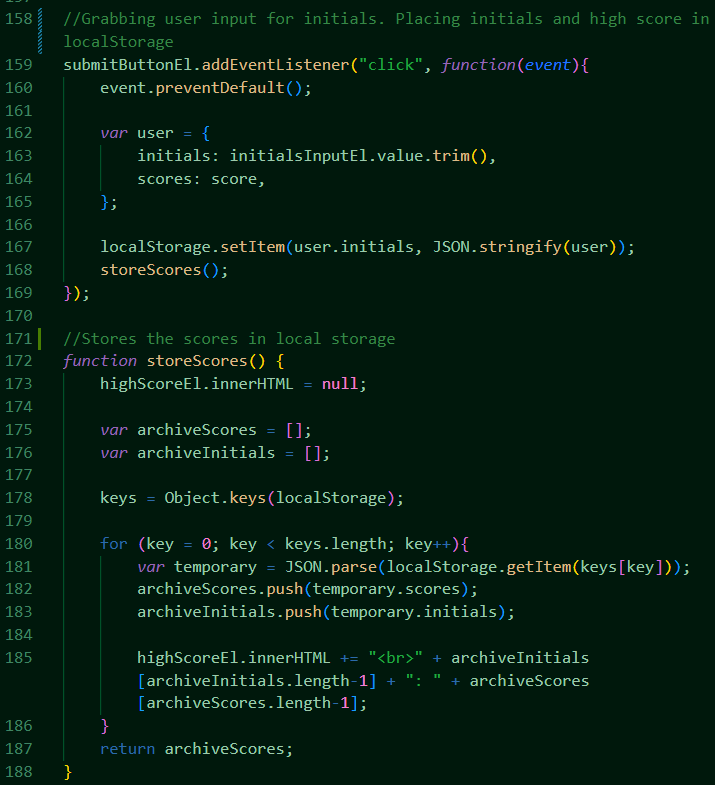 158 //Grabbing user input for initials. Placing initials and high score in
localStorage
159 submitButtonEl.addEventListener("click", function(event){
160     event.preventDefault();
161
162     var user = {
163         initials: initialsInputEl.value.trim(),
164         scores: score,
165     };
166
167     localStorage.setItem(user.initials, JSON.stringify(user));
168     storeScores();
169 });
170
171 //Stores the scores in local storage
172 function storeScores() {
173     highScoreEl.innerHTML = null;
174
175     var archiveScores = [];
176     var archiveInitials = [];
177
178     keys = Object.keys(localStorage);
179
180     for (key = 0; key < keys.length; key++){
181         var temporary = JSON.parse(localStorage.getItem(keys[key]));
182         archiveScores.push(temporary.scores);
183         archiveInitials.push(temporary.initials);
184
185         highScoreEl.innerHTML += "<br>" + archiveInitials
        [archiveInitials.length-1] + ": " + archiveScores
        [archiveScores.length-1];
186     }
187     return archiveScores;
188 }